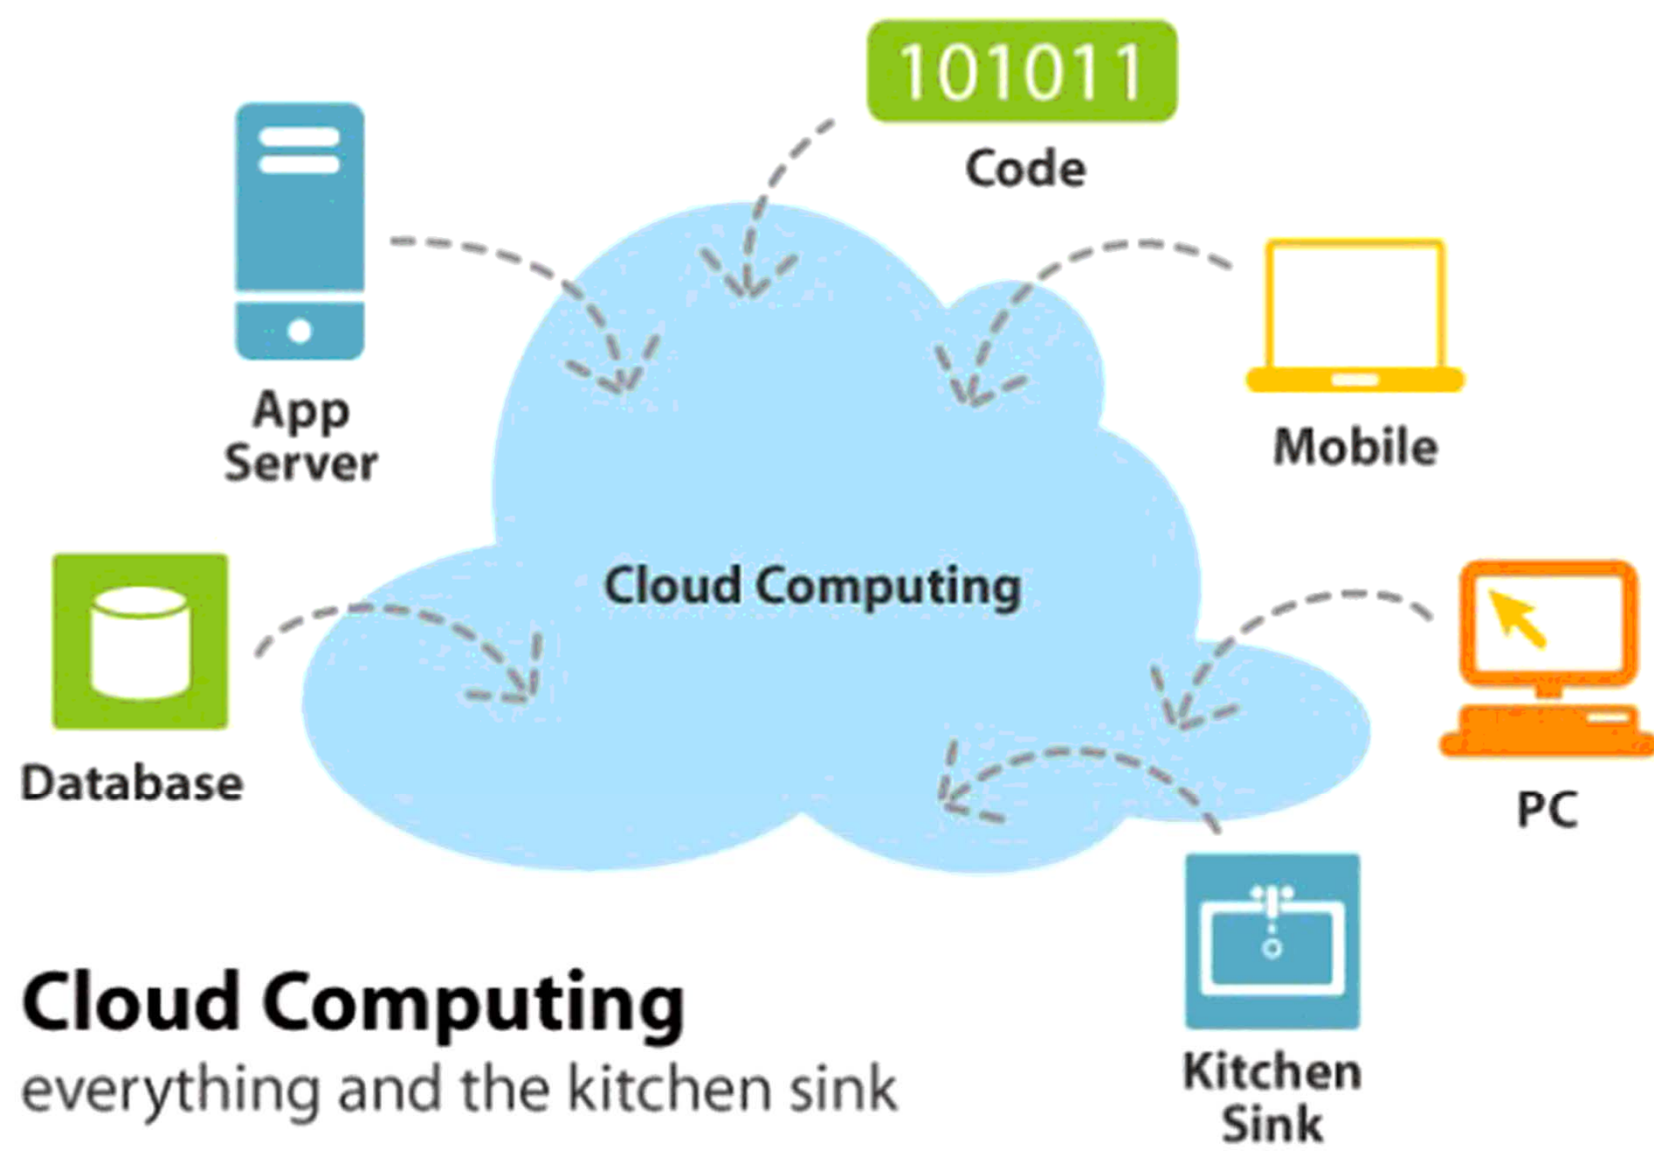 101011
Code
App
Server
Mobile
Cloud Computing
Database
PC
Kitchen
Sink
Cloud Computing
everything and the kitchen sink